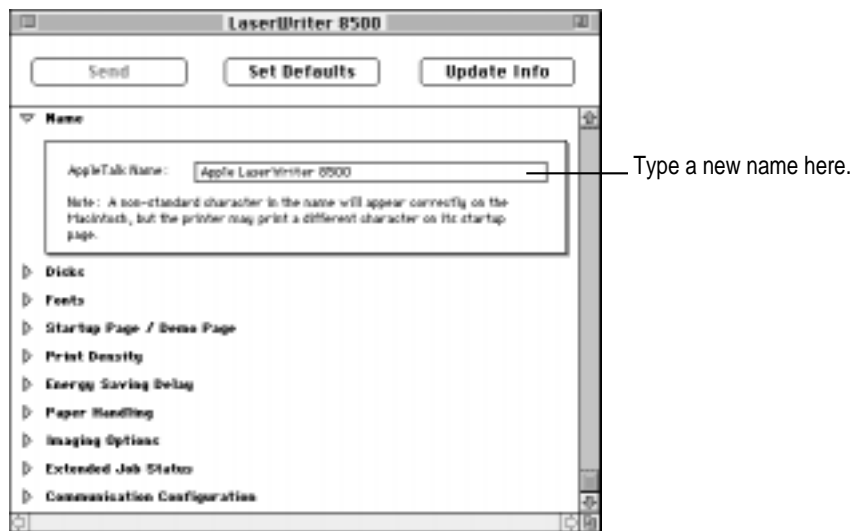 LaserWriter 8500
Send Set Defaults Update Info
Name
AppleTalk Name: Apple LaserWriter 8500
Type a new name here.
Note: A non-standard character in the name will appear correctly on the
Macintosh, but the printer may print a different character on its startup
page.
Disks
Fonts
Startup Page / Demo Page
Print Density
Energy Saving Delay
Paper Handling
Imaging Options
Extended Job Status
Communication Configuration